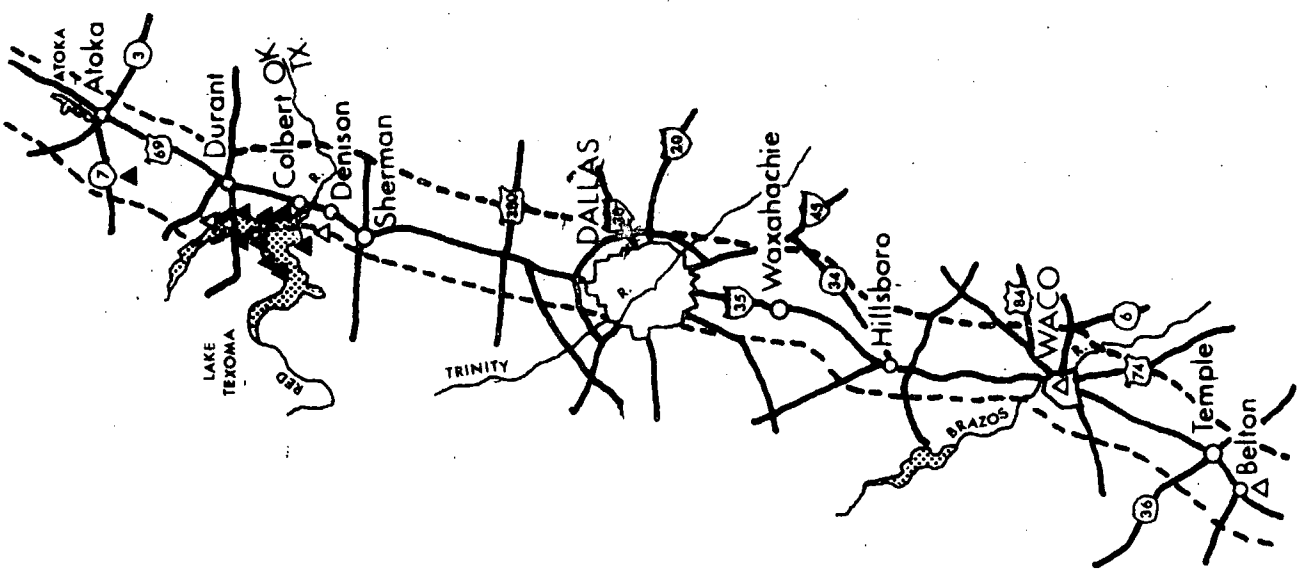 ATOKA
Atoka
3
69
7
Durant
OK.
TX.
Colbert
R.
Denison
Sherman
LAKE
TEXOMA
RED
380
DALLAS
20
TRINITY
R.
Waxahachie
35
45
34
Hillsboro
84
WACO
6
BRAZOS
74
Temple
Belton
36